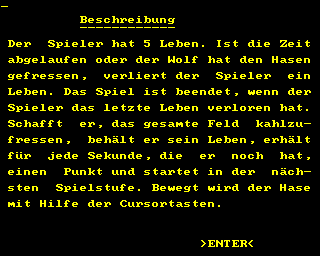 Beschreibung
Der Spieler hat 5 Leben. Ist die Zeit
abgelaufen oder der Wolf hat den Hasen
gefressen, verliert der Spieler ein
Leben. Das Spiel ist beendet, wenn der
Spieler das letzte Leben verloren hat.
Schafft er, das gesamte Feld kahlzu-
fressen, behält er sein Leben, erhält
für jede Sekunde, die er noch hat,
einen Punkt und startet in der näch-
sten Spielstufe. Bewegt wird der Hase
mit Hilfe der Cursortasten.
>ENTER<